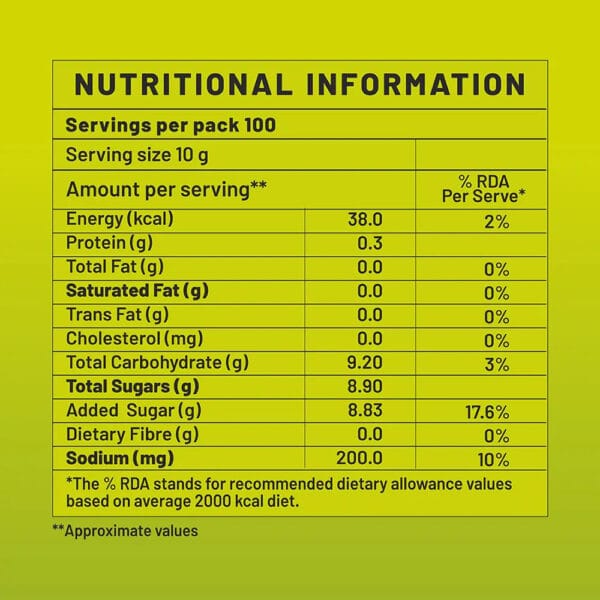 NUTRITIONAL INFORMATION
Servings per pack 100
Serving size 10 g
Amount per serving** % RDA Per Serve*
Energy (kcal) 38.0 2%
Protein (g) 0.3
Total Fat (g) 0.0 0%
Saturated Fat (g) 0.0 0%
Trans Fat (g) 0.0 0%
Cholesterol (mg) 0.0 0%
Total Carbohydrate (g) 9.20 3%
Total Sugars (g) 8.90
Added Sugar (g) 8.83 17.6%
Dietary Fibre (g) 0.0 0%
Sodium (mg) 200.0 10%
*The % RDA stands for recommended dietary allowance values
based on average 2000 kcal diet.
**Approximate values